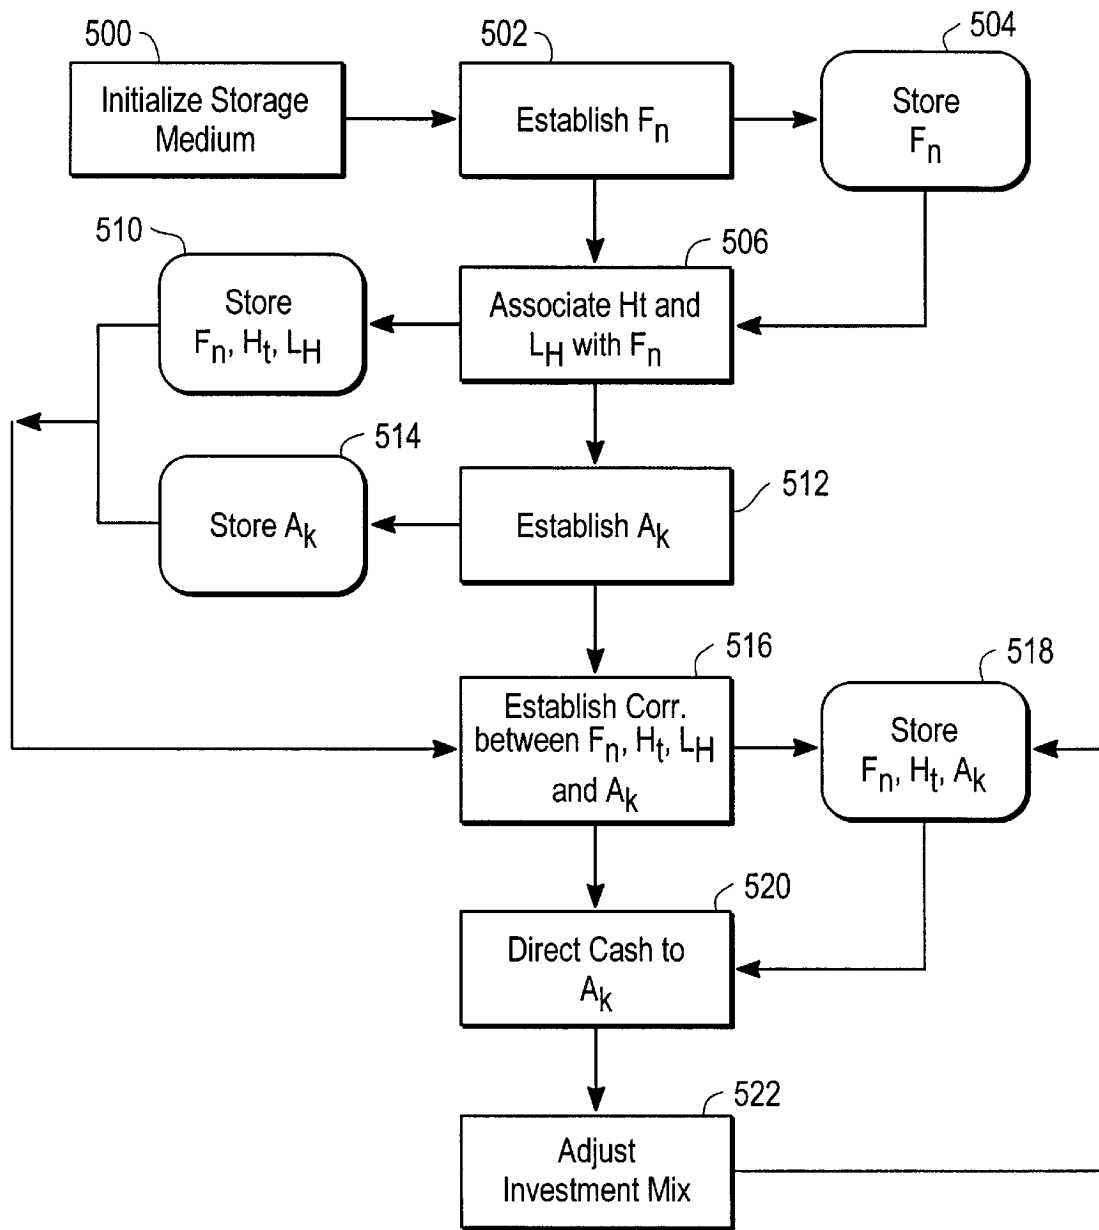 500
Initialize Storage
Medium
502
Establish Fn
504
Store
Fn
506
Associate Ht and
LH with Fn
510
Store
Fn, Ht, LH
512
Establish Ak
514
Store Ak
516
Establish Corr.
between Fn, Ht, LH
and Ak
518
Store
Fn, Ht, Ak
520
Direct Cash to
Ak
522
Adjust
Investment Mix